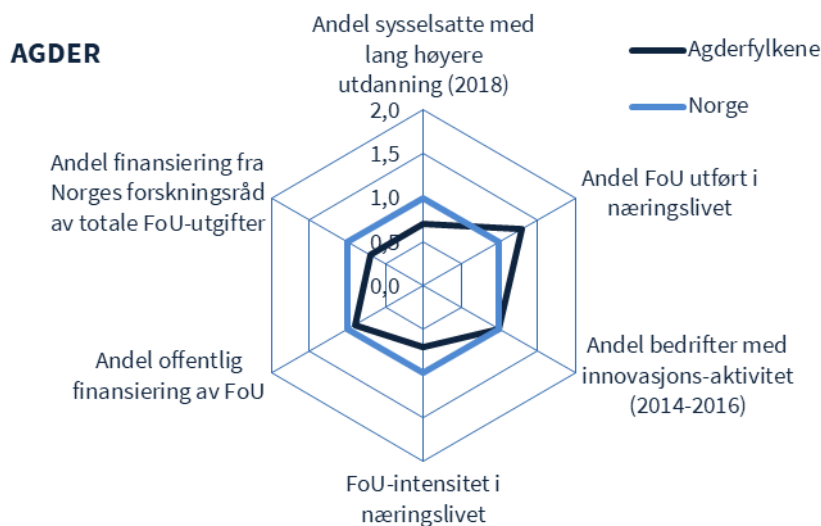 AGDER
Andel sysselsatte med
lang høyere
utdanning (2018)
Agderfylkene
Norge
2,0
1,5
1,0
0,5
0,0
Andel FoU utført i
næringslivet
Andel bedrifter med
innovasjons-aktivitet
(2014-2016)
FoU-intensitet i
næringslivet
Andel offentlig
finansiering av FoU
Andel finansiering fra
Norges forskningsråd
av totale FoU-utgifter